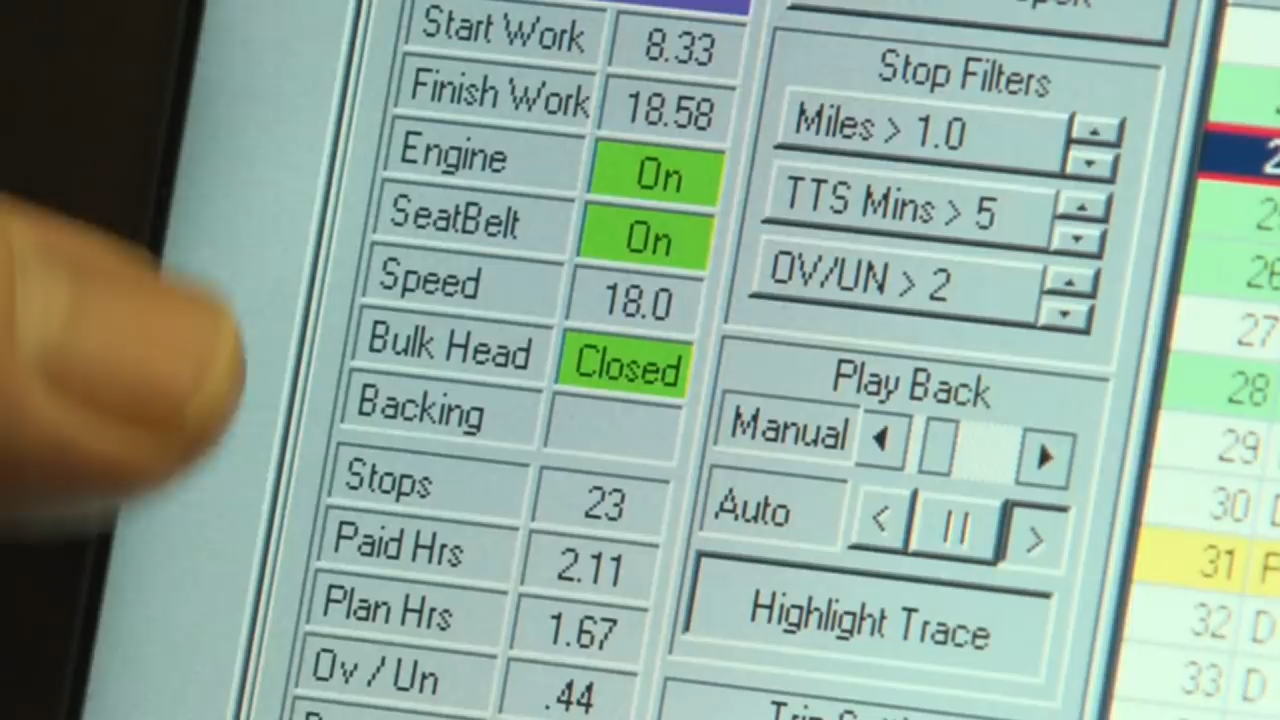 Start Work 8.33
Finish Work 18.58
Engine On
SeatBelt On
Speed 18.0
Bulk Head Closed
Backing
Stops 23
Paid Hrs 2.11
Plan Hrs 1.67
Ov / Un .44
Stop Filters
Miles > 1.0
TTS Mins > 5
OV/UN > 2
Play Back
Manual
Auto < || >
Highlight Trace
26
27
28
29
30
31
32 D
33 D